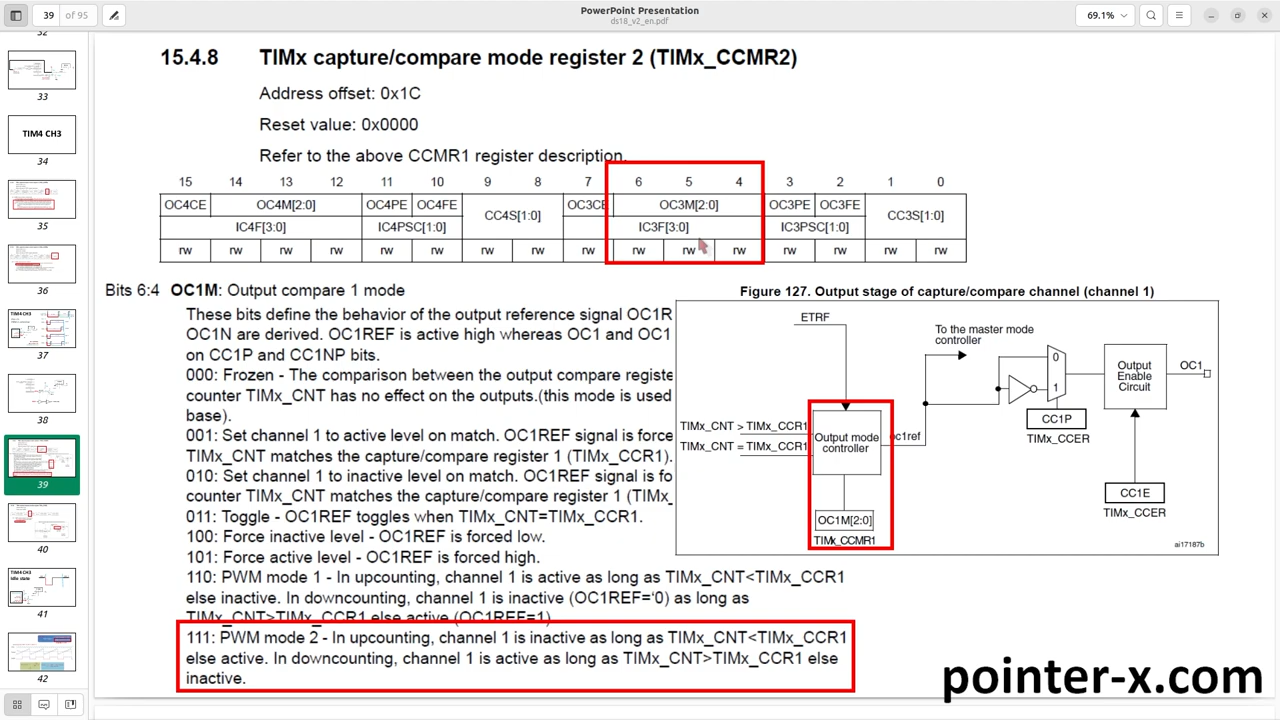 PowerPoint Presentation
ds18_v2_en.pdf
39 of 95
69.1%
32
33
TIM4 CH3
34
35
36
TIM4 CH3
37
38
39
40
TIM4 CH3
Idle state
41
42
15.4.8 TIMx capture/compare mode register 2 (TIMx_CCMR2)
Address offset: 0x1C
Reset value: 0x0000
Refer to the above CCMR1 register description.
15 14 13 12 11 10 9 8 7 6 5 4 3 2 1 0
OC4CE OC4M[2:0] OC4PE OC4FE CC4S[1:0] OC3CE OC3M[2:0] OC3PE OC3FE CC3S[1:0]
IC4F[3:0] IC4PSC[1:0] IC3F[3:0] IC3PSC[1:0]
rw rw rw rw rw rw rw rw rw rw rw rw rw rw rw rw
Bits 6:4 OC1M: Output compare 1 mode
These bits define the behavior of the output reference signal OC1R
OC1N are derived. OC1REF is active high whereas OC1 and OC1
on CC1P and CC1NP bits.
000: Frozen - The comparison between the output compare registe
counter TIMx_CNT has no effect on the outputs.(this mode is used
base).
001: Set channel 1 to active level on match. OC1REF signal is force
TIMx_CNT matches the capture/compare register 1 (TIMx_CCR1).
010: Set channel 1 to inactive level on match. OC1REF signal is fo
counter TIMx_CNT matches the capture/compare register 1 (TIMx_
011: Toggle - OC1REF toggles when TIMx_CNT=TIMx_CCR1.
100: Force inactive level - OC1REF is forced low.
101: Force active level - OC1REF is forced high.
110: PWM mode 1 - In upcounting, channel 1 is active as long as TIMx_CNT<TIMx_CCR1
else inactive. In downcounting, channel 1 is inactive (OC1REF='0) as long as
TIMx_CNT>TIMx_CCR1 else active (OC1REF=1)
111: PWM mode 2 - In upcounting, channel 1 is inactive as long as TIMx_CNT<TIMx_CCR1
else active. In downcounting, channel 1 is active as long as TIMx_CNT>TIMx_CCR1 else
inactive.
Figure 127. Output stage of capture/compare channel (channel 1)
ETRF
To the master mode
controller
0
1
Output
Enable
Circuit
OC1
CC1P
TIMx_CCER
TIMx_CNT > TIMx_CCR1
TIMx_CNT = TIMx_CCR1
Output mode
controller
oc1ref
CC1E
TIMx_CCER
OC1M[2:0]
TIMx_CCMR1
ai17187b
pointer-x.com